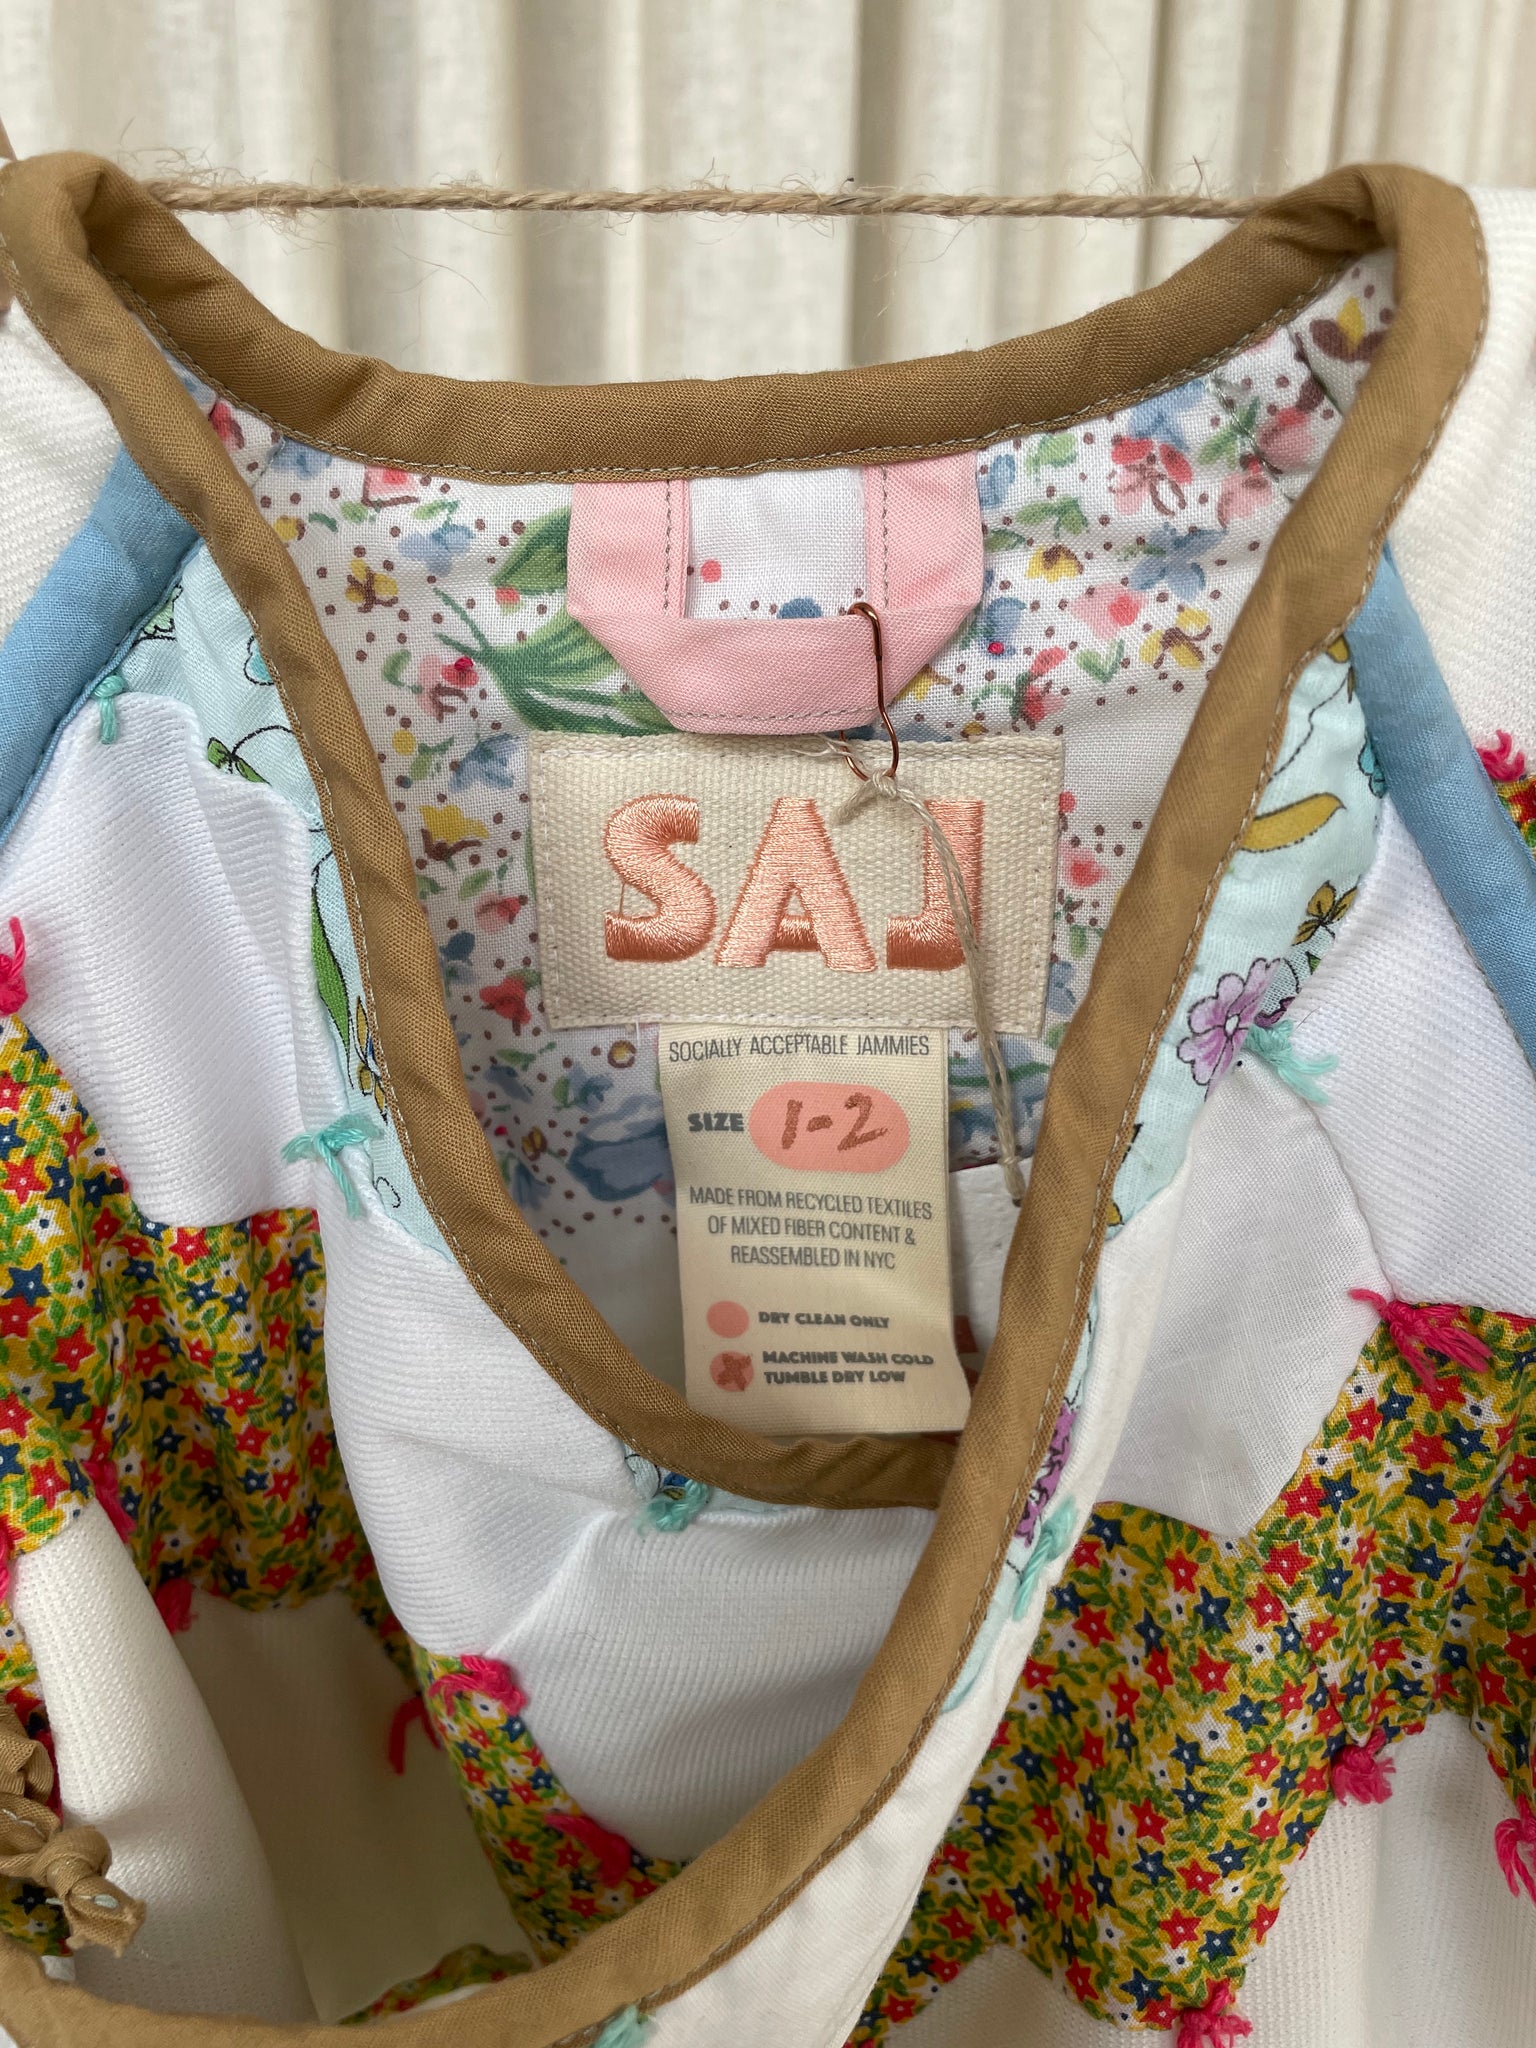 SAJ
SOCIALLY ACCEPTABLE JAMMIES
SIZE 1-2
MADE FROM RECYCLED TEXTILES
OF MIXED FIBER CONTENT &
REASSEMBLED IN NYC
DRY CLEAN ONLY
MACHINE WASH COLD
TUMBLE DRY LOW